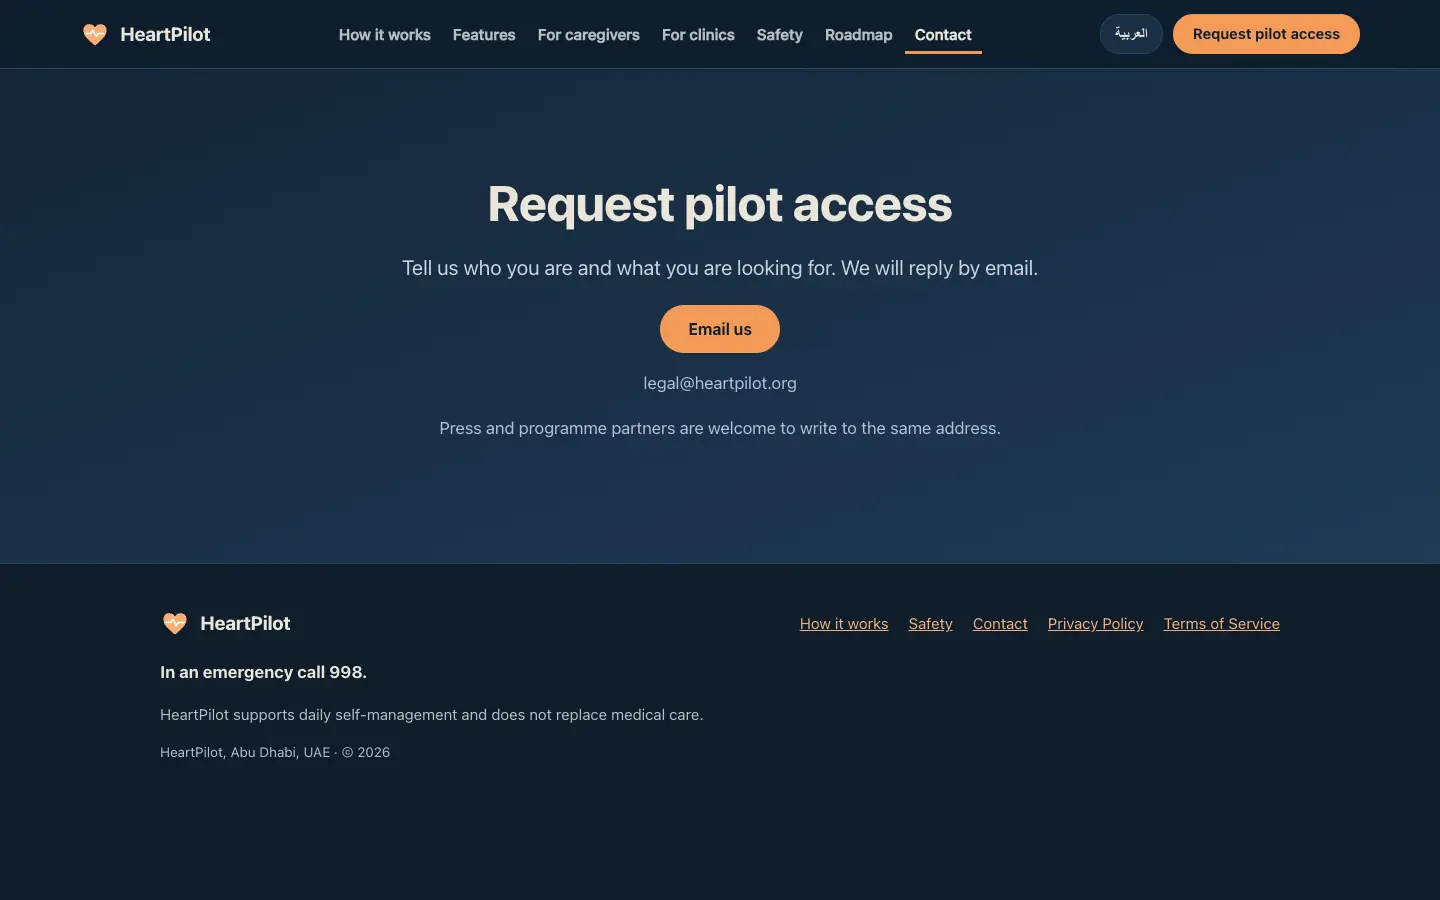 HeartPilot
How it works
Features
For caregivers
For clinics
Safety
Roadmap
Contact
العربية
Request pilot access
Request pilot access
Tell us who you are and what you are looking for. We will reply by email.
Email us
legal@heartpilot.org
Press and programme partners are welcome to write to the same address.
HeartPilot
How it works
Safety
Contact
Privacy Policy
Terms of Service
In an emergency call 998.
HeartPilot supports daily self-management and does not replace medical care.
HeartPilot, Abu Dhabi, UAE · © 2026